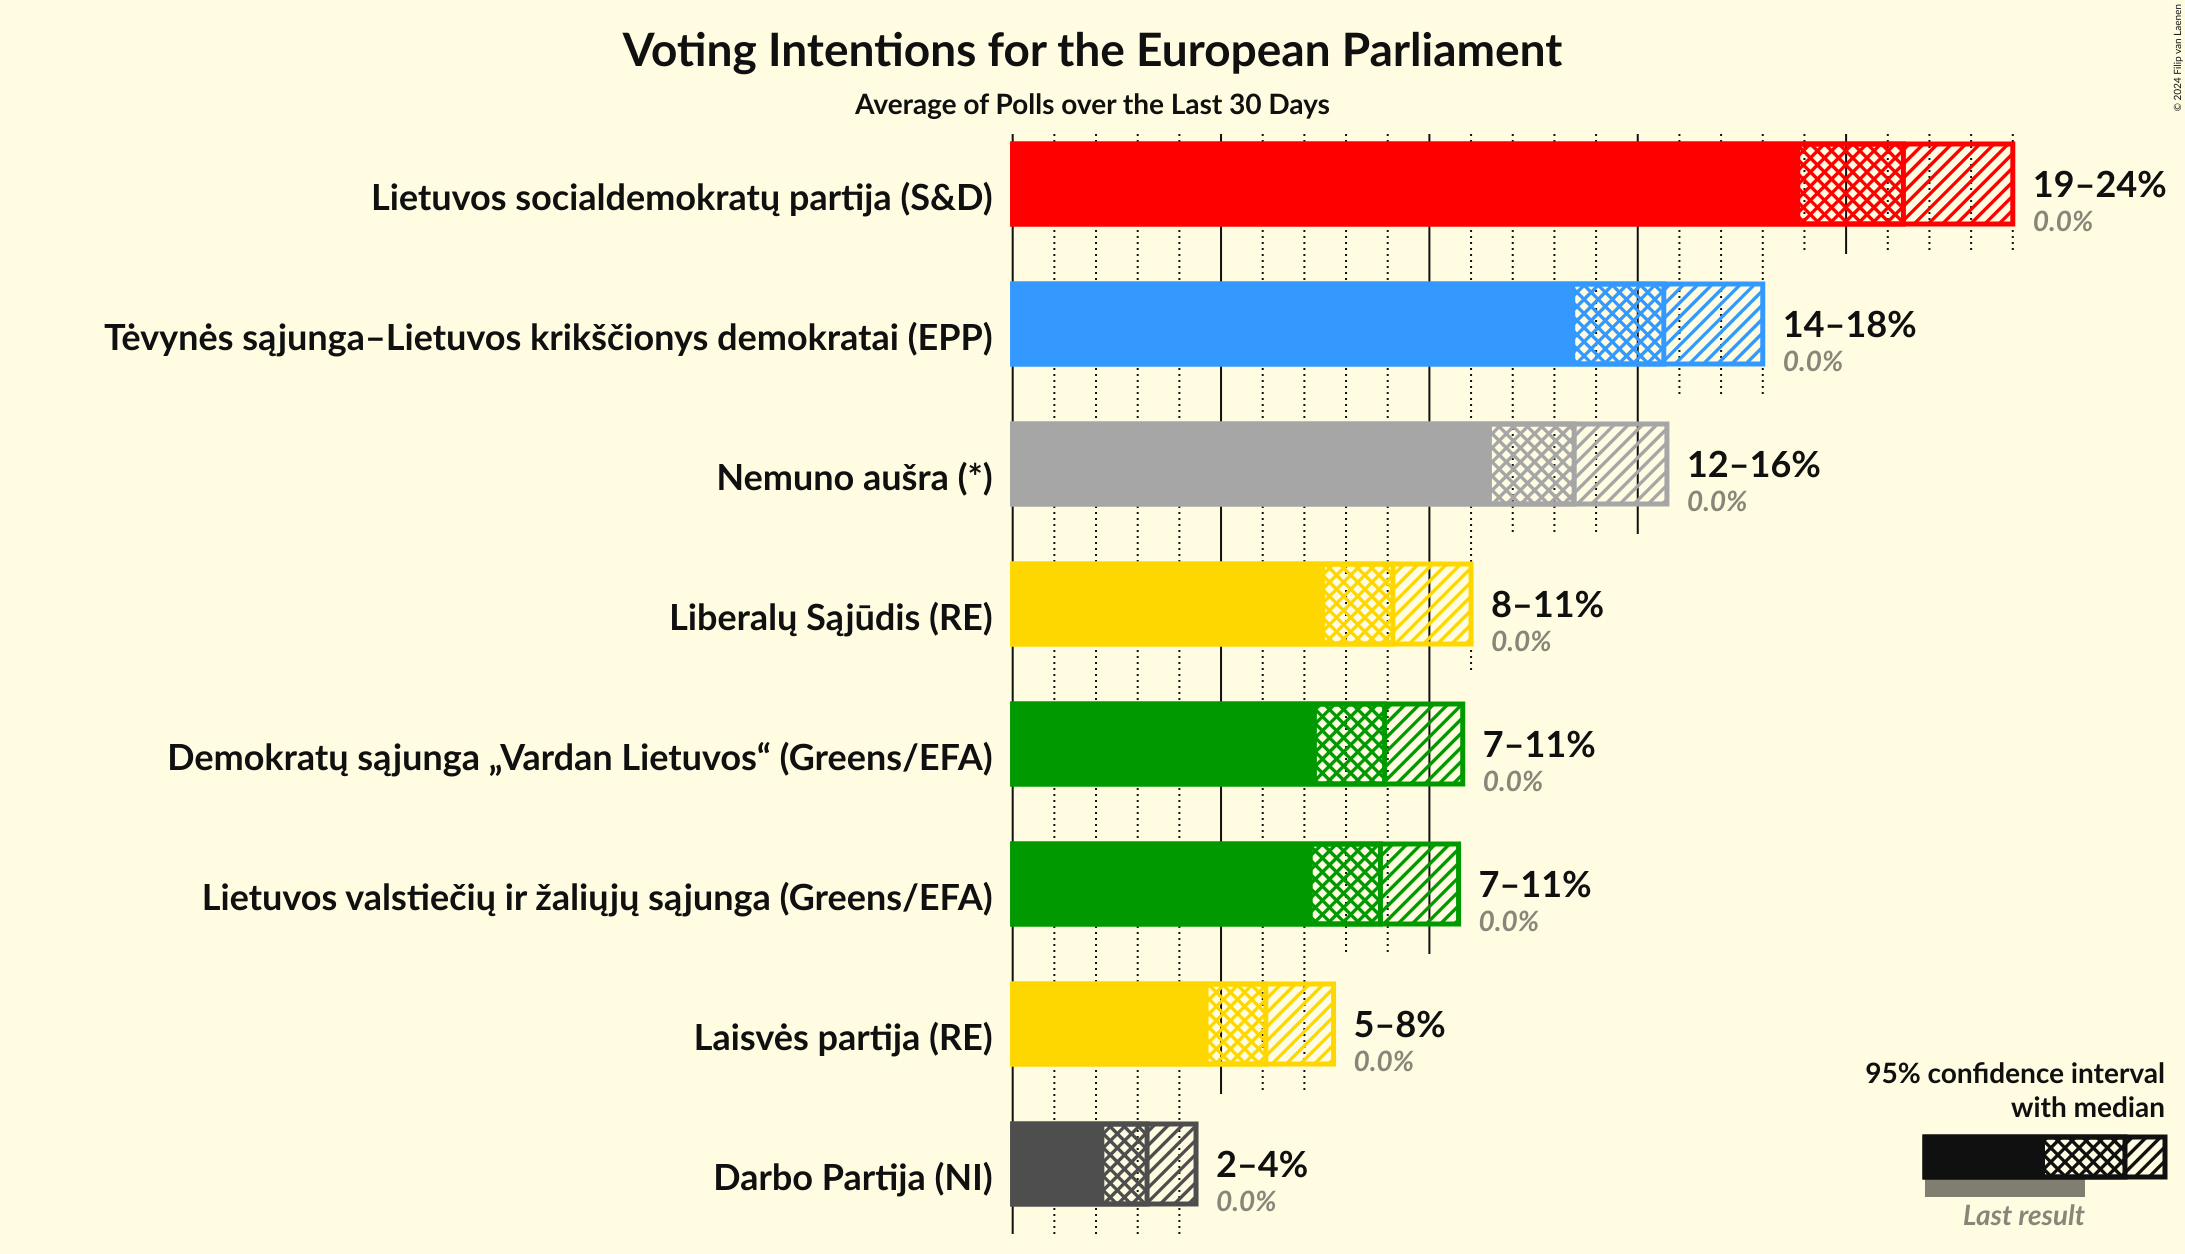 Voting Intentions for the European Parliament
Average of Polls over the Last 30 Days
© 2024 Filip van Laenen
Lietuvos socialdemokratų partija (S&D)
19–24%
0.0%
Tėvynės sąjunga–Lietuvos krikščionys demokratai (EPP)
14–18%
0.0%
Nemuno aušra (*)
12–16%
0.0%
Liberalų Sąjūdis (RE)
8–11%
0.0%
Demokratų sąjunga „Vardan Lietuvos“ (Greens/EFA)
7–11%
0.0%
Lietuvos valstiečių ir žaliųjų sąjunga (Greens/EFA)
7–11%
0.0%
Laisvės partija (RE)
5–8%
0.0%
Darbo Partija (NI)
2–4%
0.0%
95% confidence interval
with median
Last result